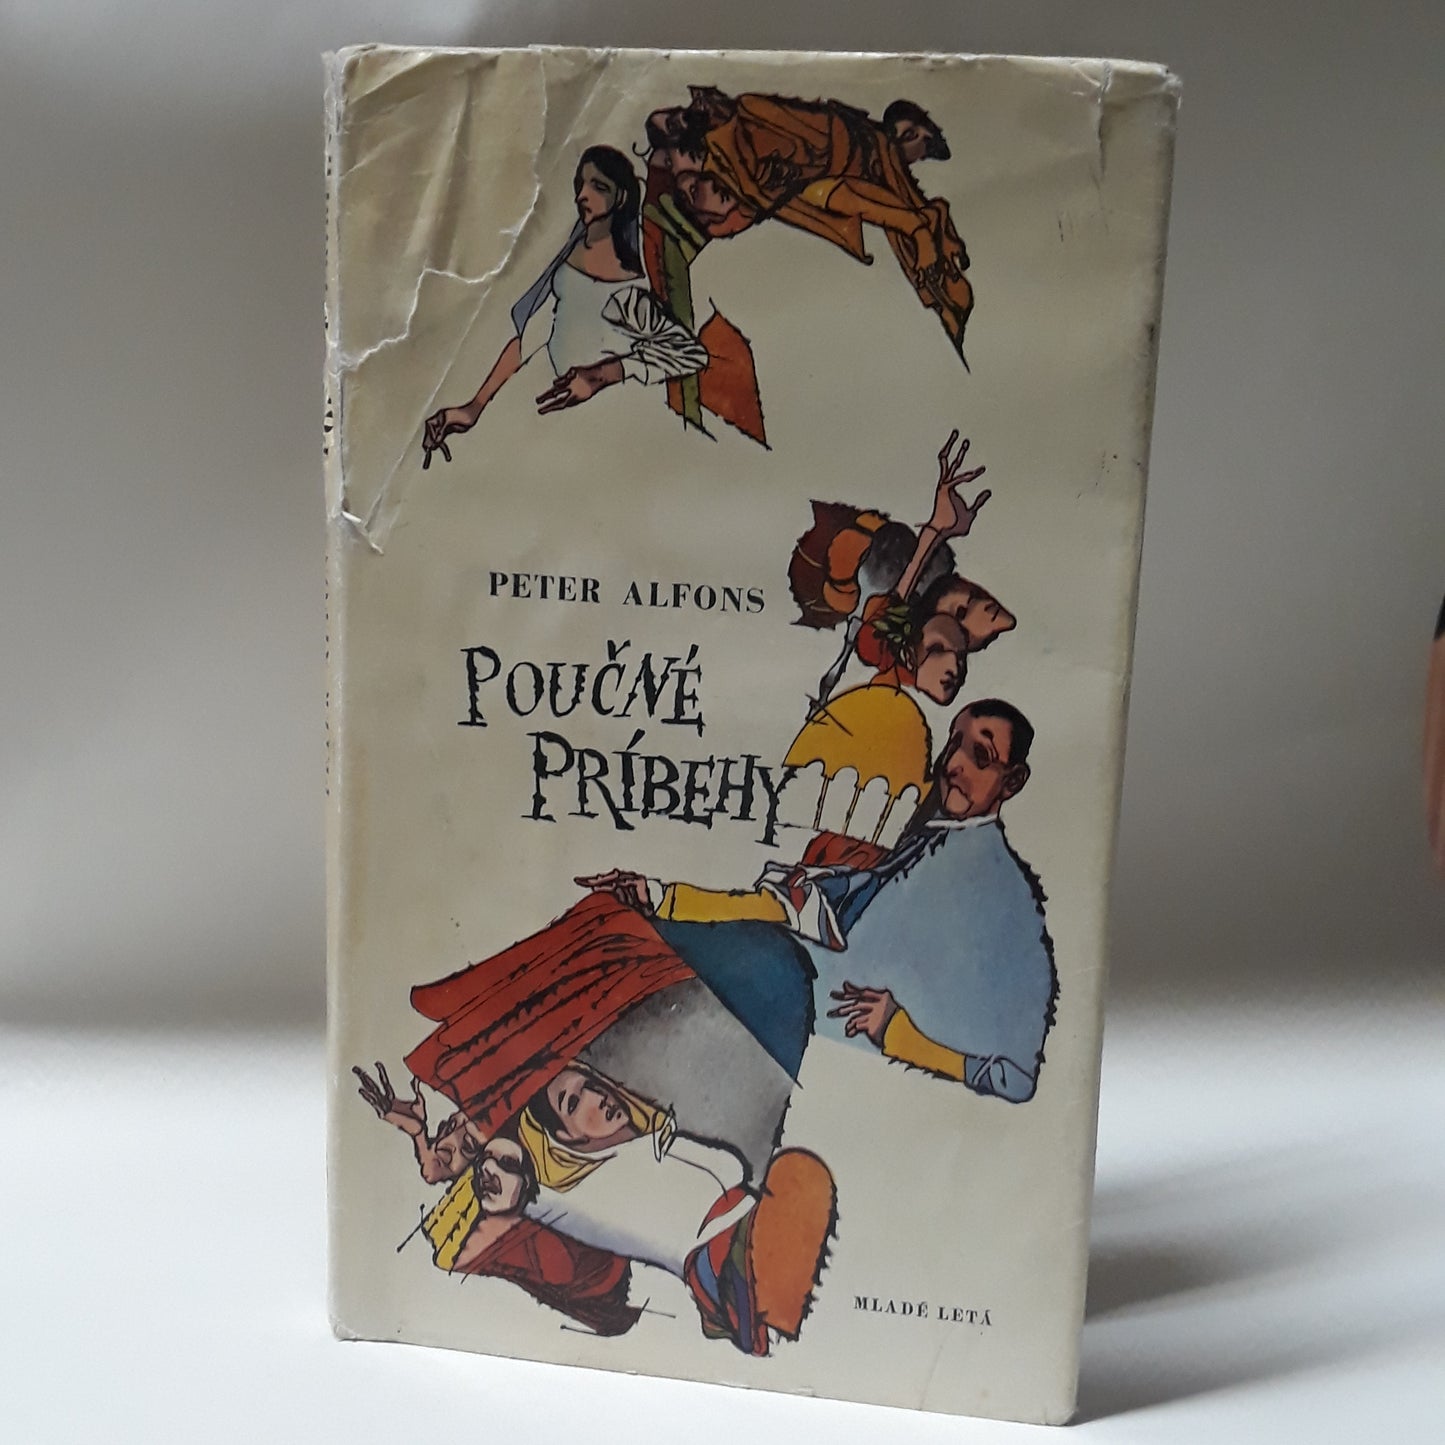 PETER ALFONS
POUČNÉ
PRÍBEHY
MLADÉ LETÁ